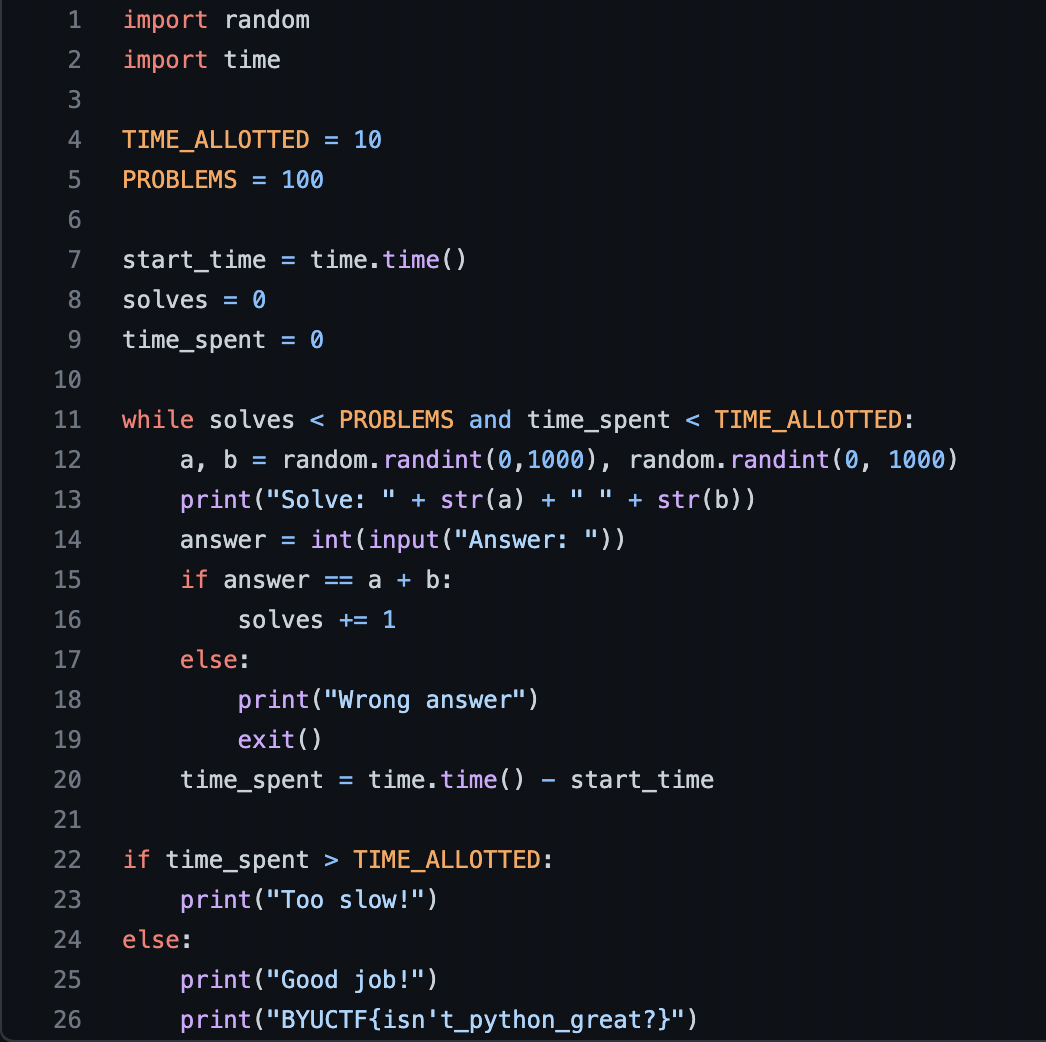 1 import random
2 import time
3
4 TIME_ALLOTTED = 10
5 PROBLEMS = 100
6
7 start_time = time.time()
8 solves = 0
9 time_spent = 0
10
11 while solves < PROBLEMS and time_spent < TIME_ALLOTTED:
12     a, b = random.randint(0,1000), random.randint(0, 1000)
13     print("Solve: " + str(a) + " " + str(b))
14     answer = int(input("Answer: "))
15     if answer == a + b:
16         solves += 1
17     else:
18         print("Wrong answer")
19         exit()
20     time_spent = time.time() - start_time
21
22 if time_spent > TIME_ALLOTTED:
23     print("Too slow!")
24 else:
25     print("Good job!")
26     print("BYUCTF{isn't_python_great?}")